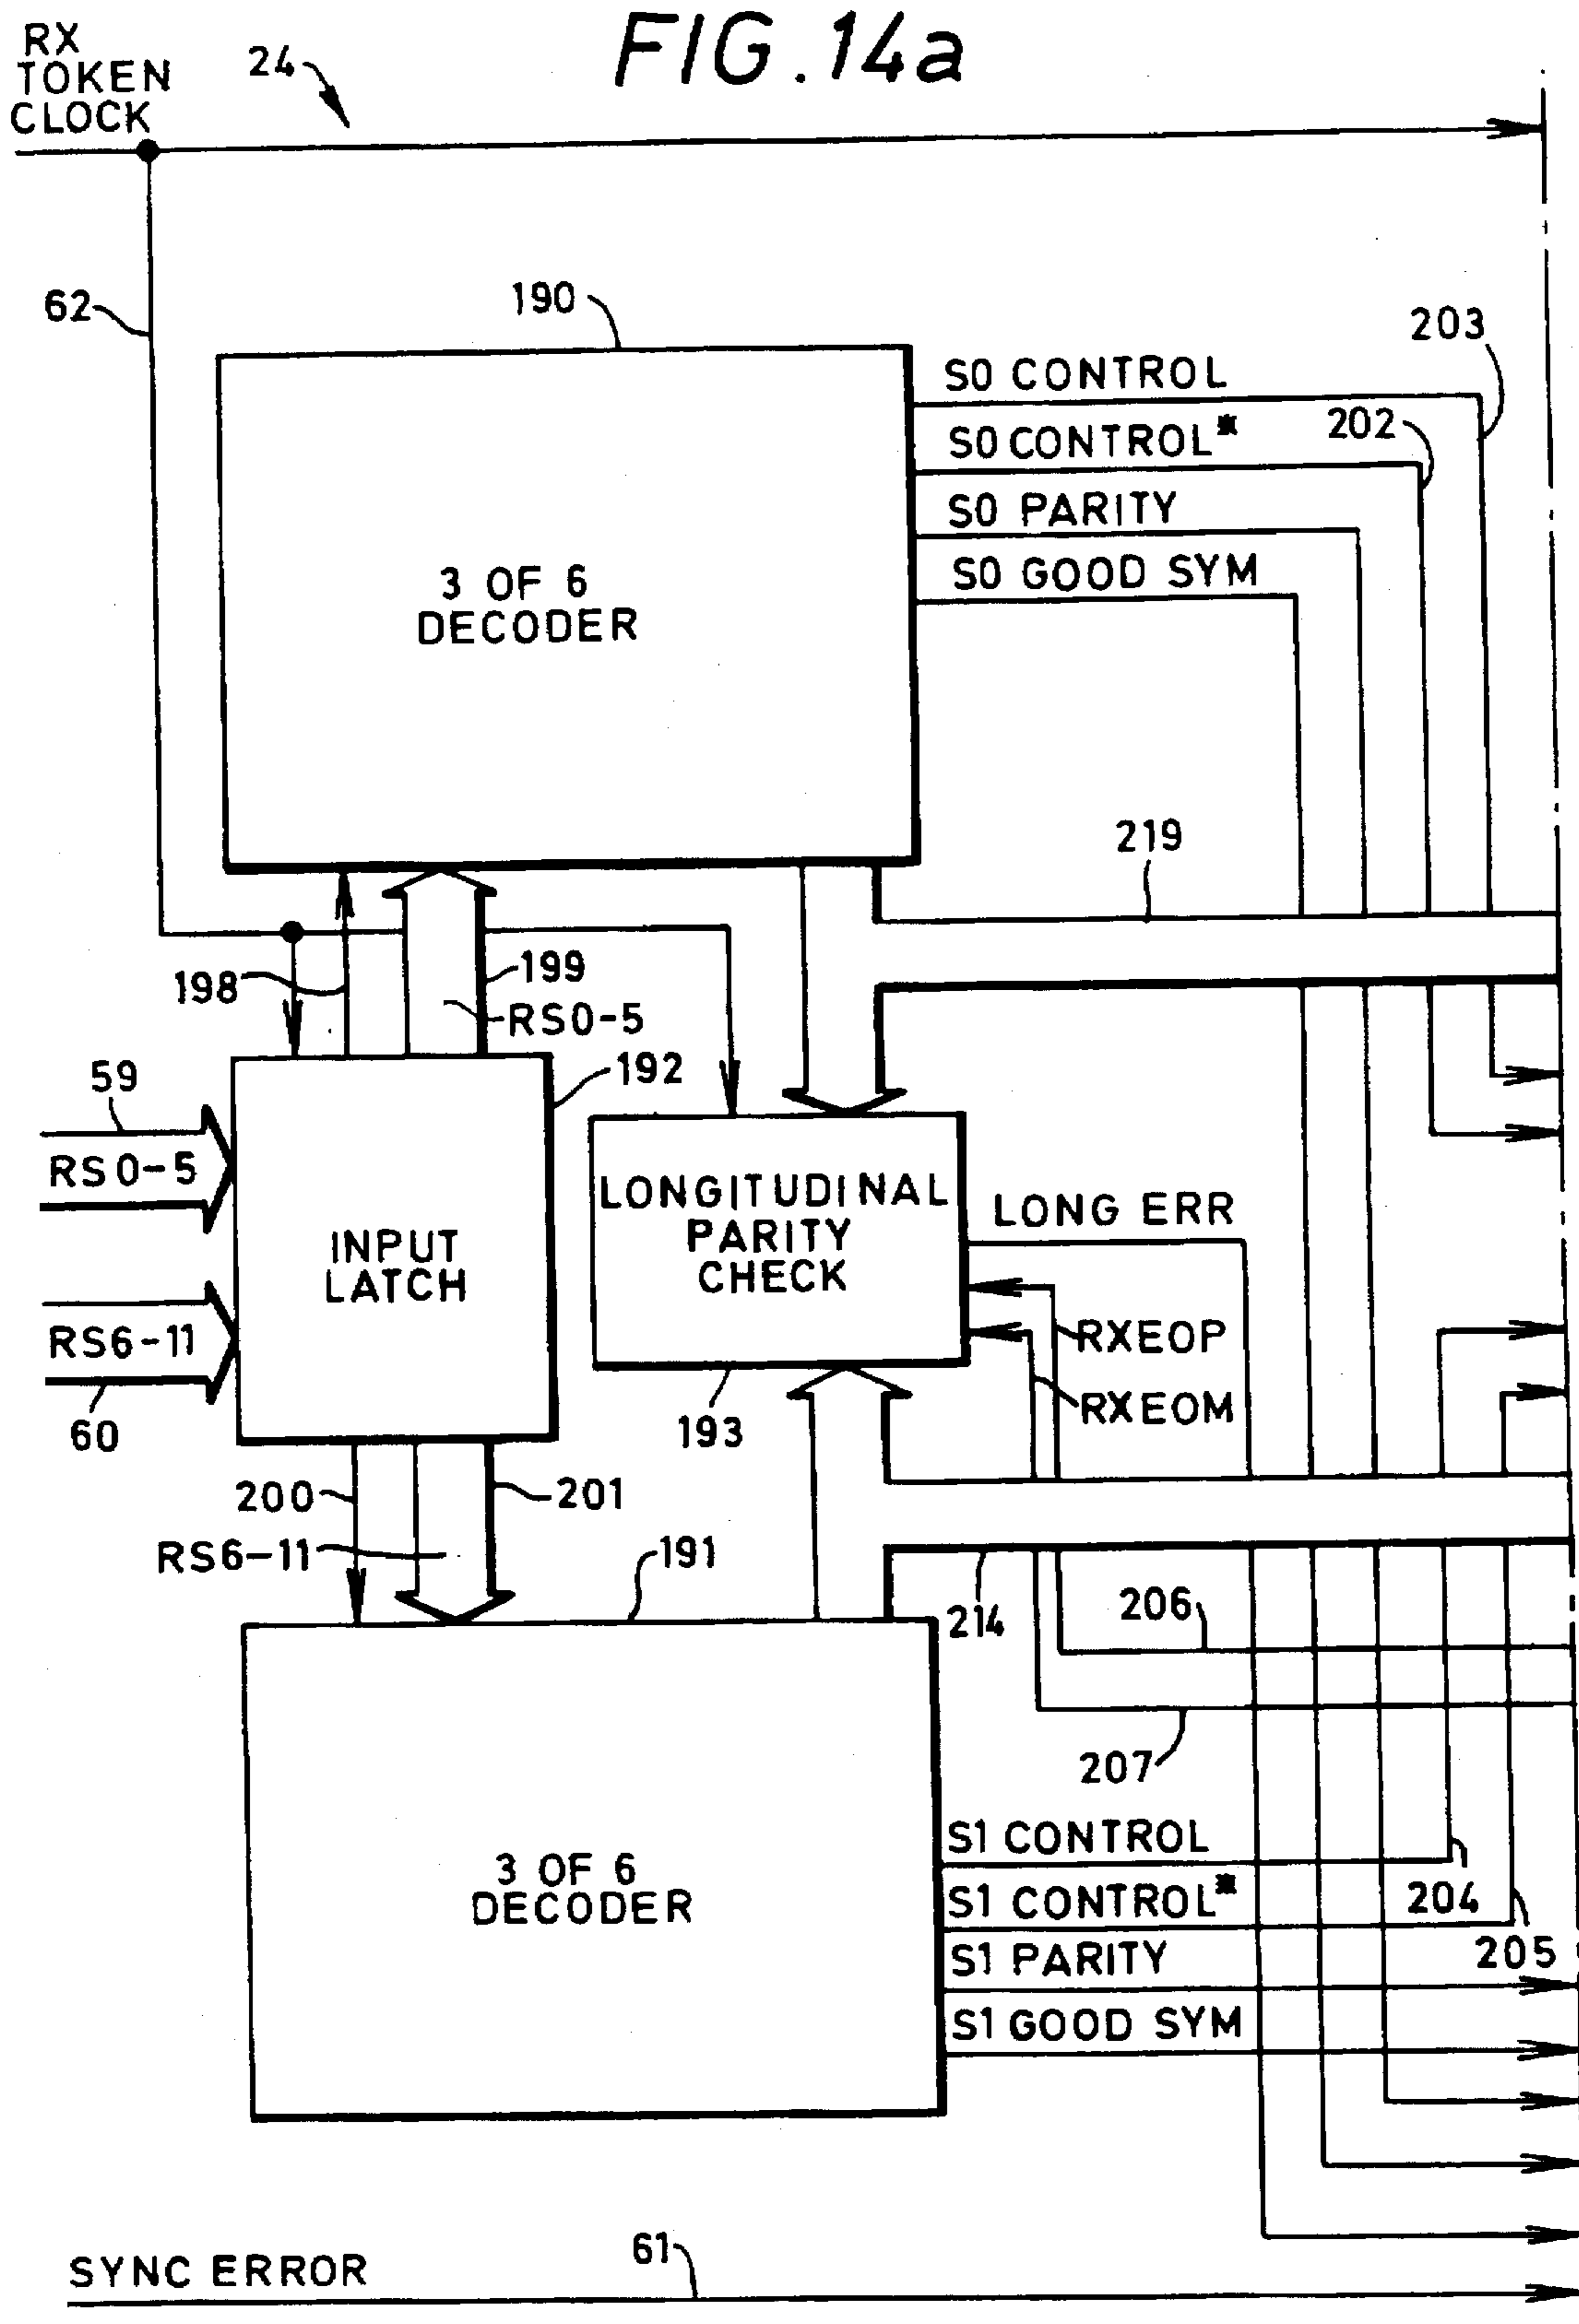 FIG.14a
RX
TOKEN
CLOCK
24
62
190
203
S0 CONTROL
202
S0 CONTROL*
S0 PARITY
S0 GOOD SYM
3 OF 6
DECODER
219
198
199
RS0-5
192
59
RS0-5
INPUT
LATCH
LONGITUDINAL
PARITY
CHECK
LONG ERR
RS6-11
60
RXEOP
RXEOM
193
200
201
RS6-11
191
214
206
207
3 OF 6
DECODER
S1 CONTROL
204
S1 CONTROL*
205
S1 PARITY
S1 GOOD SYM
SYNC ERROR
61